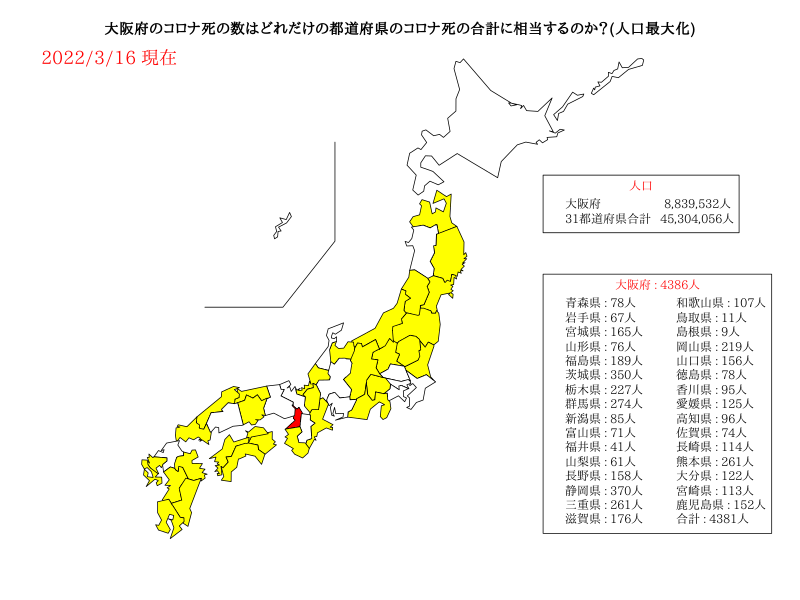 大阪府のコロナ死の数はどれだけの都道府県のコロナ死の合計に相当するのか?(人口最大化)
2022/3/16 現在
人口
大阪府 8,839,532人
31都道府県合計 45,304,056人
大阪府 : 4386人
青森県 : 78人 和歌山県 : 107人
岩手県 : 67人 鳥取県 : 11人
宮城県 : 165人 島根県 : 9人
山形県 : 76人 岡山県 : 219人
福島県 : 189人 山口県 : 156人
茨城県 : 350人 徳島県 : 78人
栃木県 : 227人 香川県 : 95人
群馬県 : 274人 愛媛県 : 125人
新潟県 : 85人 高知県 : 96人
富山県 : 71人 佐賀県 : 74人
福井県 : 41人 長崎県 : 114人
山梨県 : 61人 熊本県 : 261人
長野県 : 158人 大分県 : 122人
静岡県 : 370人 宮崎県 : 113人
三重県 : 261人 鹿児島県 : 152人
滋賀県 : 176人 合計 : 4381人